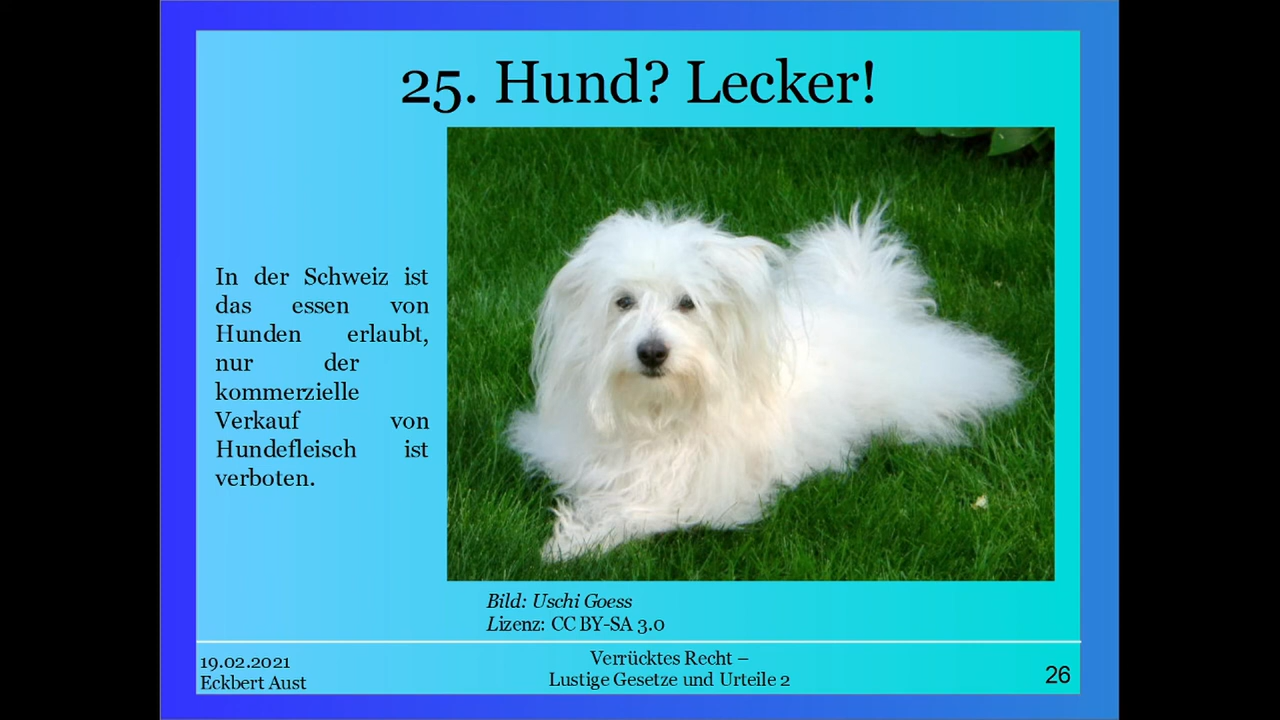 25. Hund? Lecker!
In der Schweiz ist
das essen von
Hunden erlaubt,
nur der
kommerzielle
Verkauf von
Hundefleisch ist
verboten.
Bild: Uschi Goess
Lizenz: CC BY-SA 3.0
19.02.2021
Eckbert Aust
Verrücktes Recht –
Lustige Gesetze und Urteile 2
26